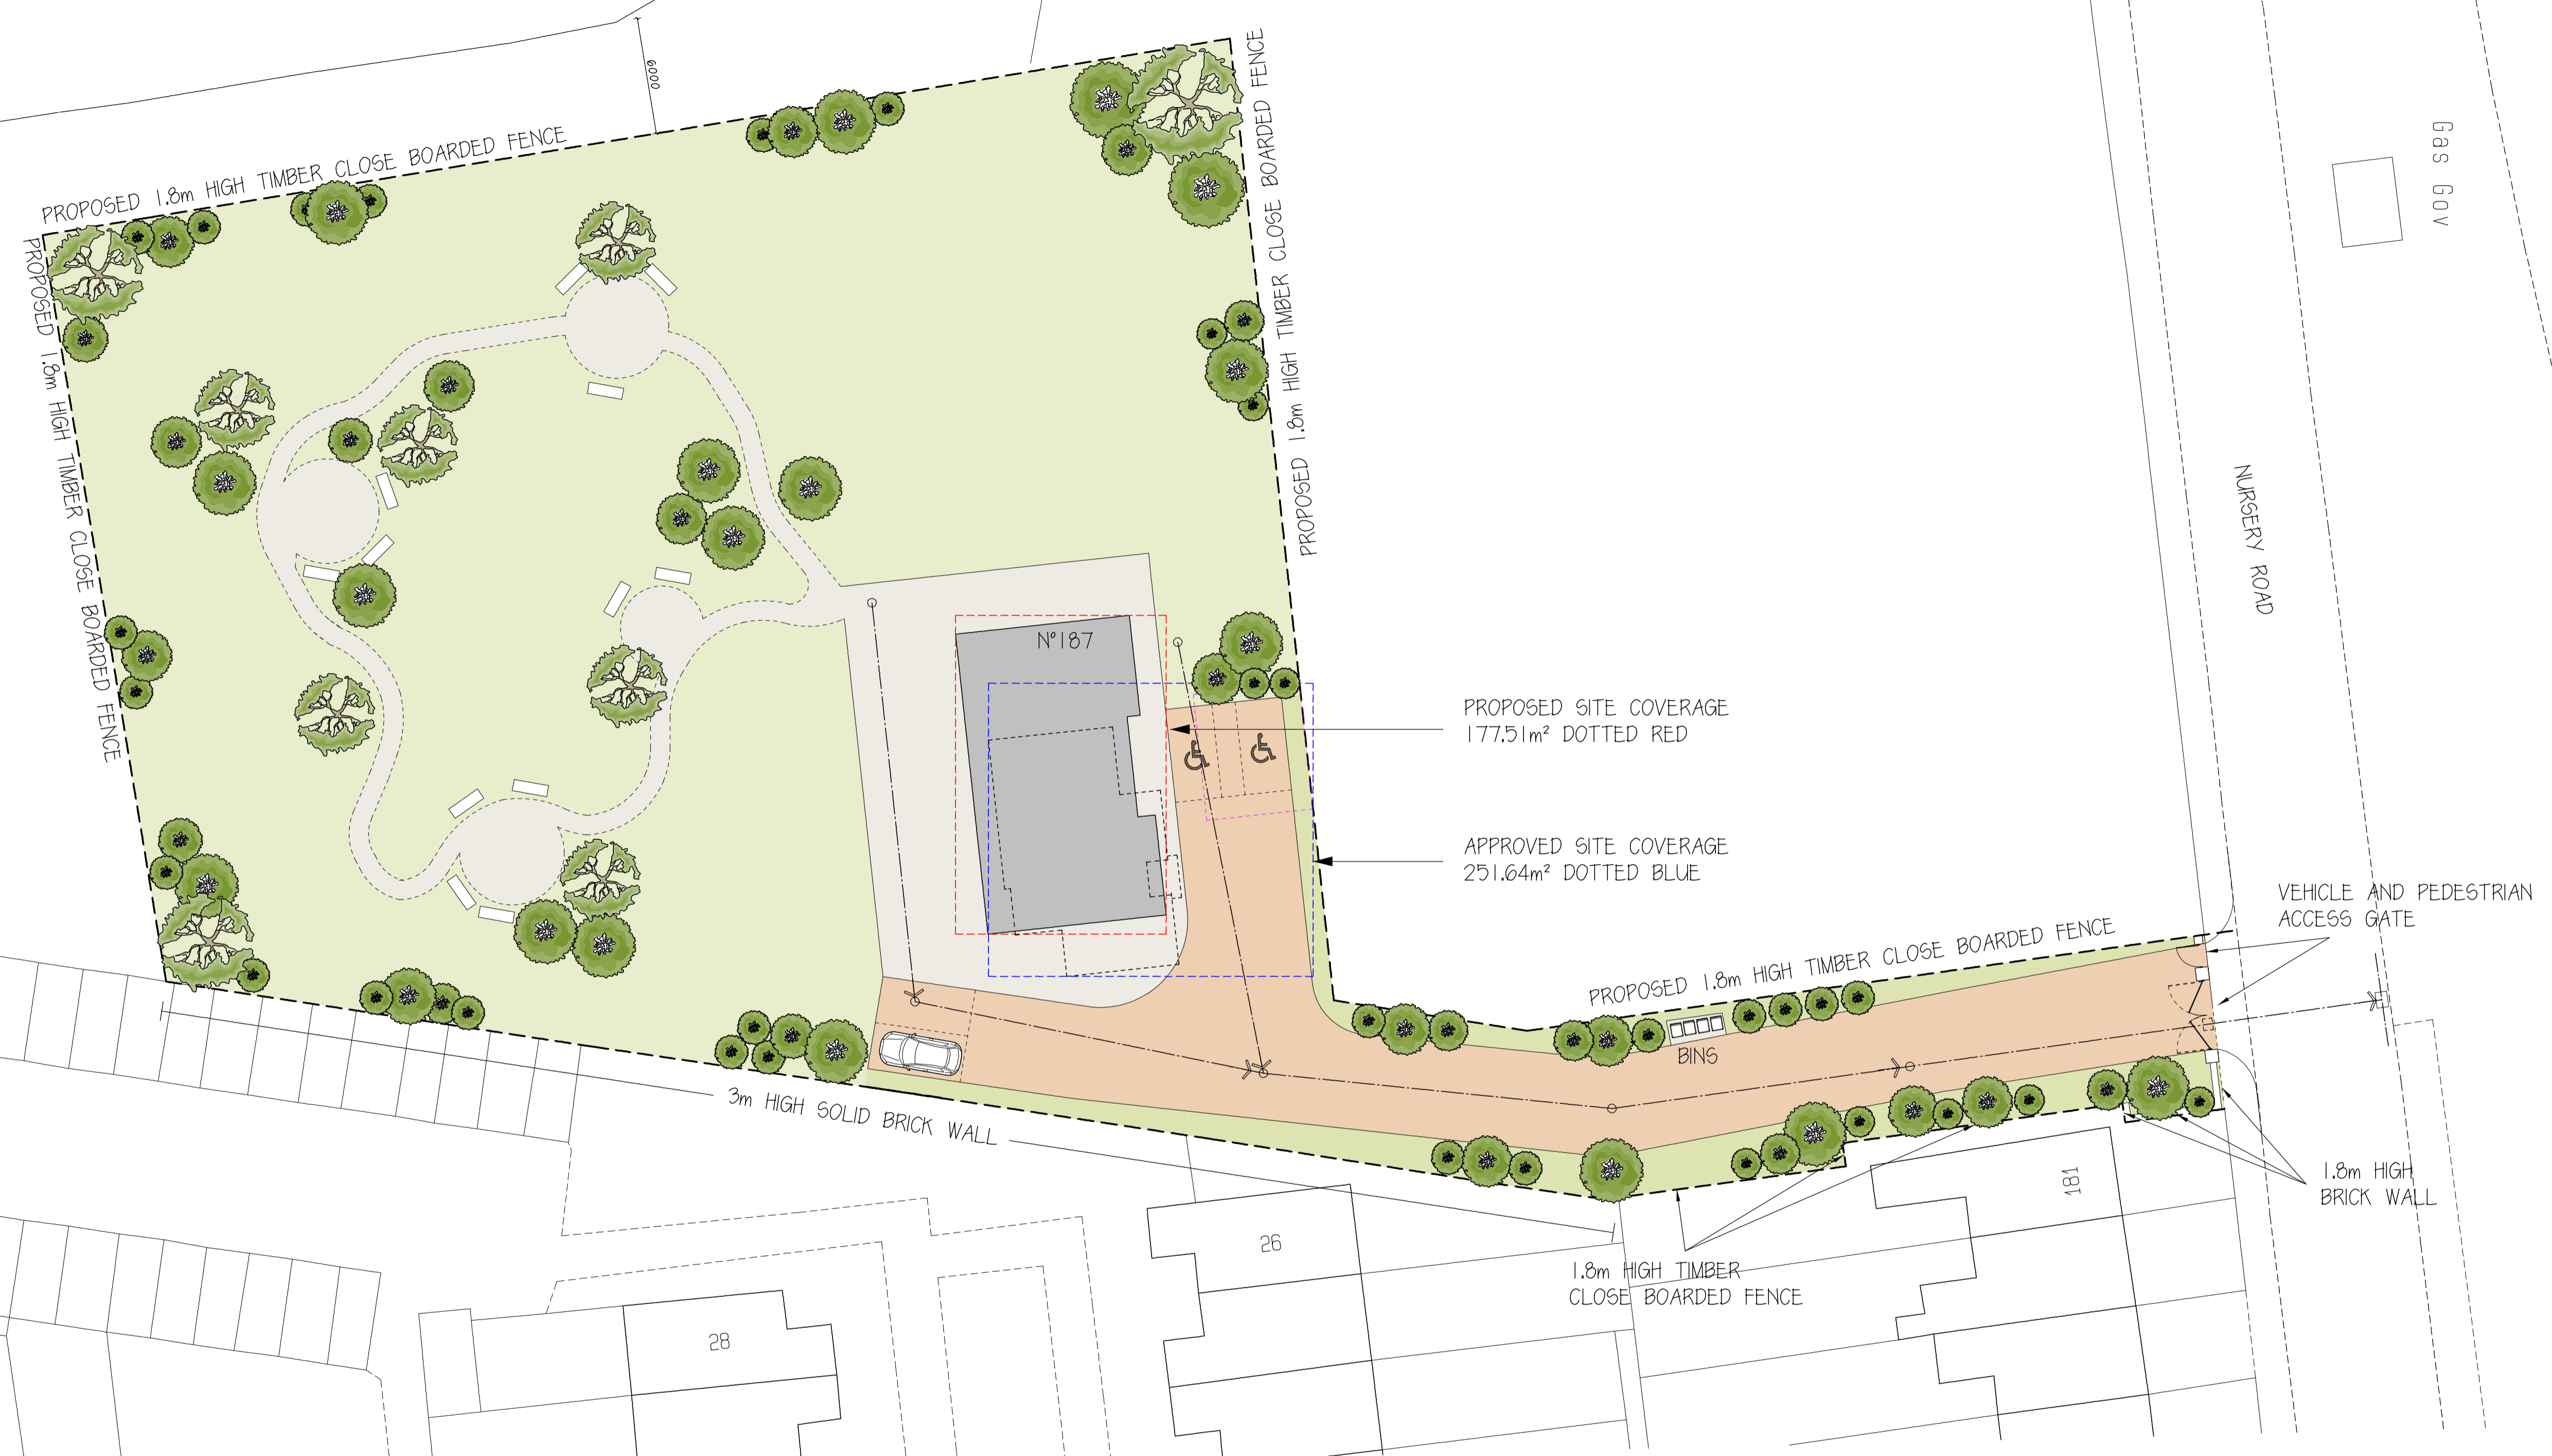 6000
PROPOSED 1.8m HIGH TIMBER CLOSE BOARDED FENCE
PROPOSED 1.8m HIGH TIMBER CLOSE BOARDED FENCE
PROPOSED 1.8m HIGH TIMBER CLOSE BOARDED FENCE
Gas Gov
NURSERY ROAD
N°187
PROPOSED SITE COVERAGE
177.51m² DOTTED RED
APPROVED SITE COVERAGE
251.64m² DOTTED BLUE
VEHICLE AND PEDESTRIAN
ACCESS GATE
PROPOSED 1.8m HIGH TIMBER CLOSE BOARDED FENCE
BINS
3m HIGH SOLID BRICK WALL
1.8m HIGH
BRICK WALL
181
26
1.8m HIGH TIMBER
CLOSE BOARDED FENCE
28